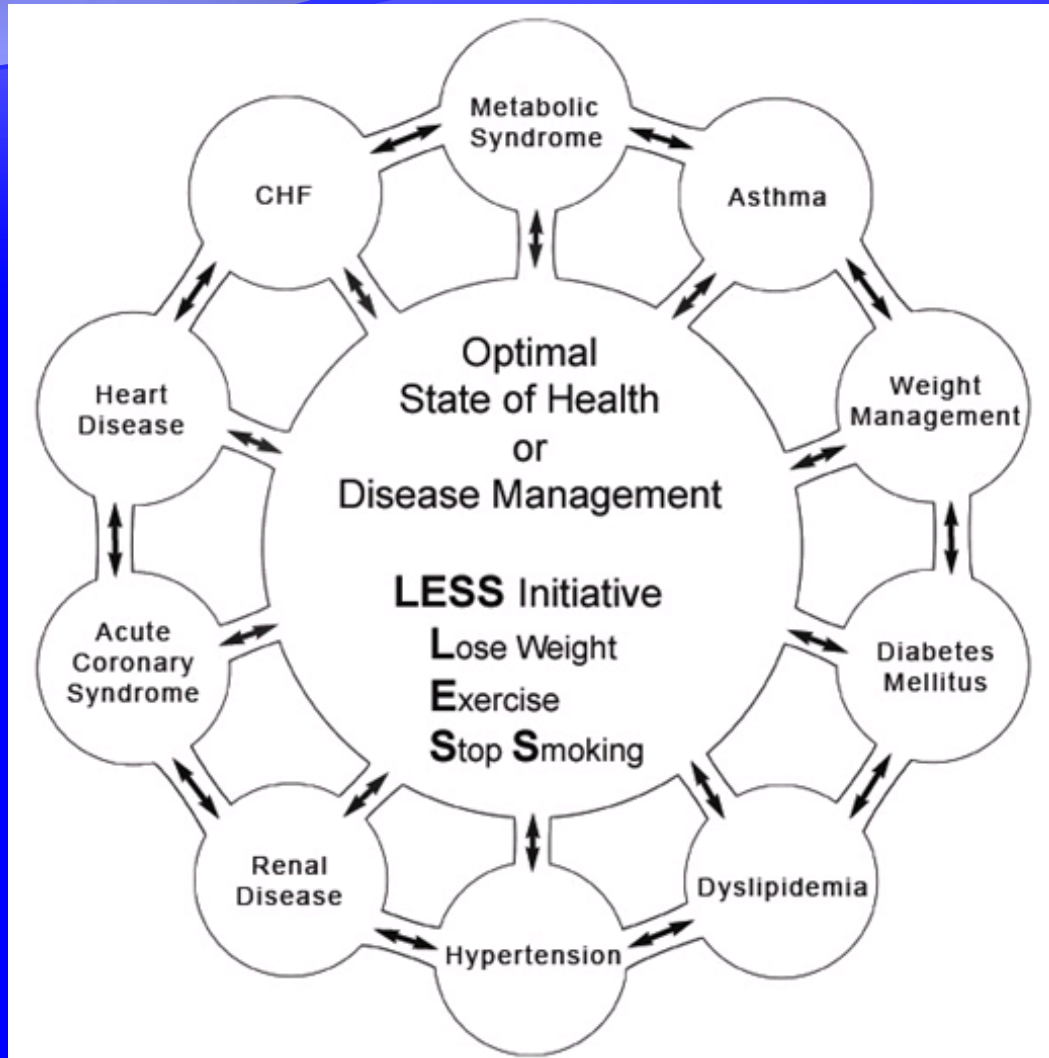 Metabolic
Syndrome
Asthma
Weight
Management
Diabetes
Mellitus
Dyslipidemia
Hypertension
Renal
Disease
Acute
Coronary
Syndrome
Heart
Disease
CHF
Optimal
State of Health
or
Disease Management
LESS Initiative
Lose Weight
Exercise
Stop Smoking